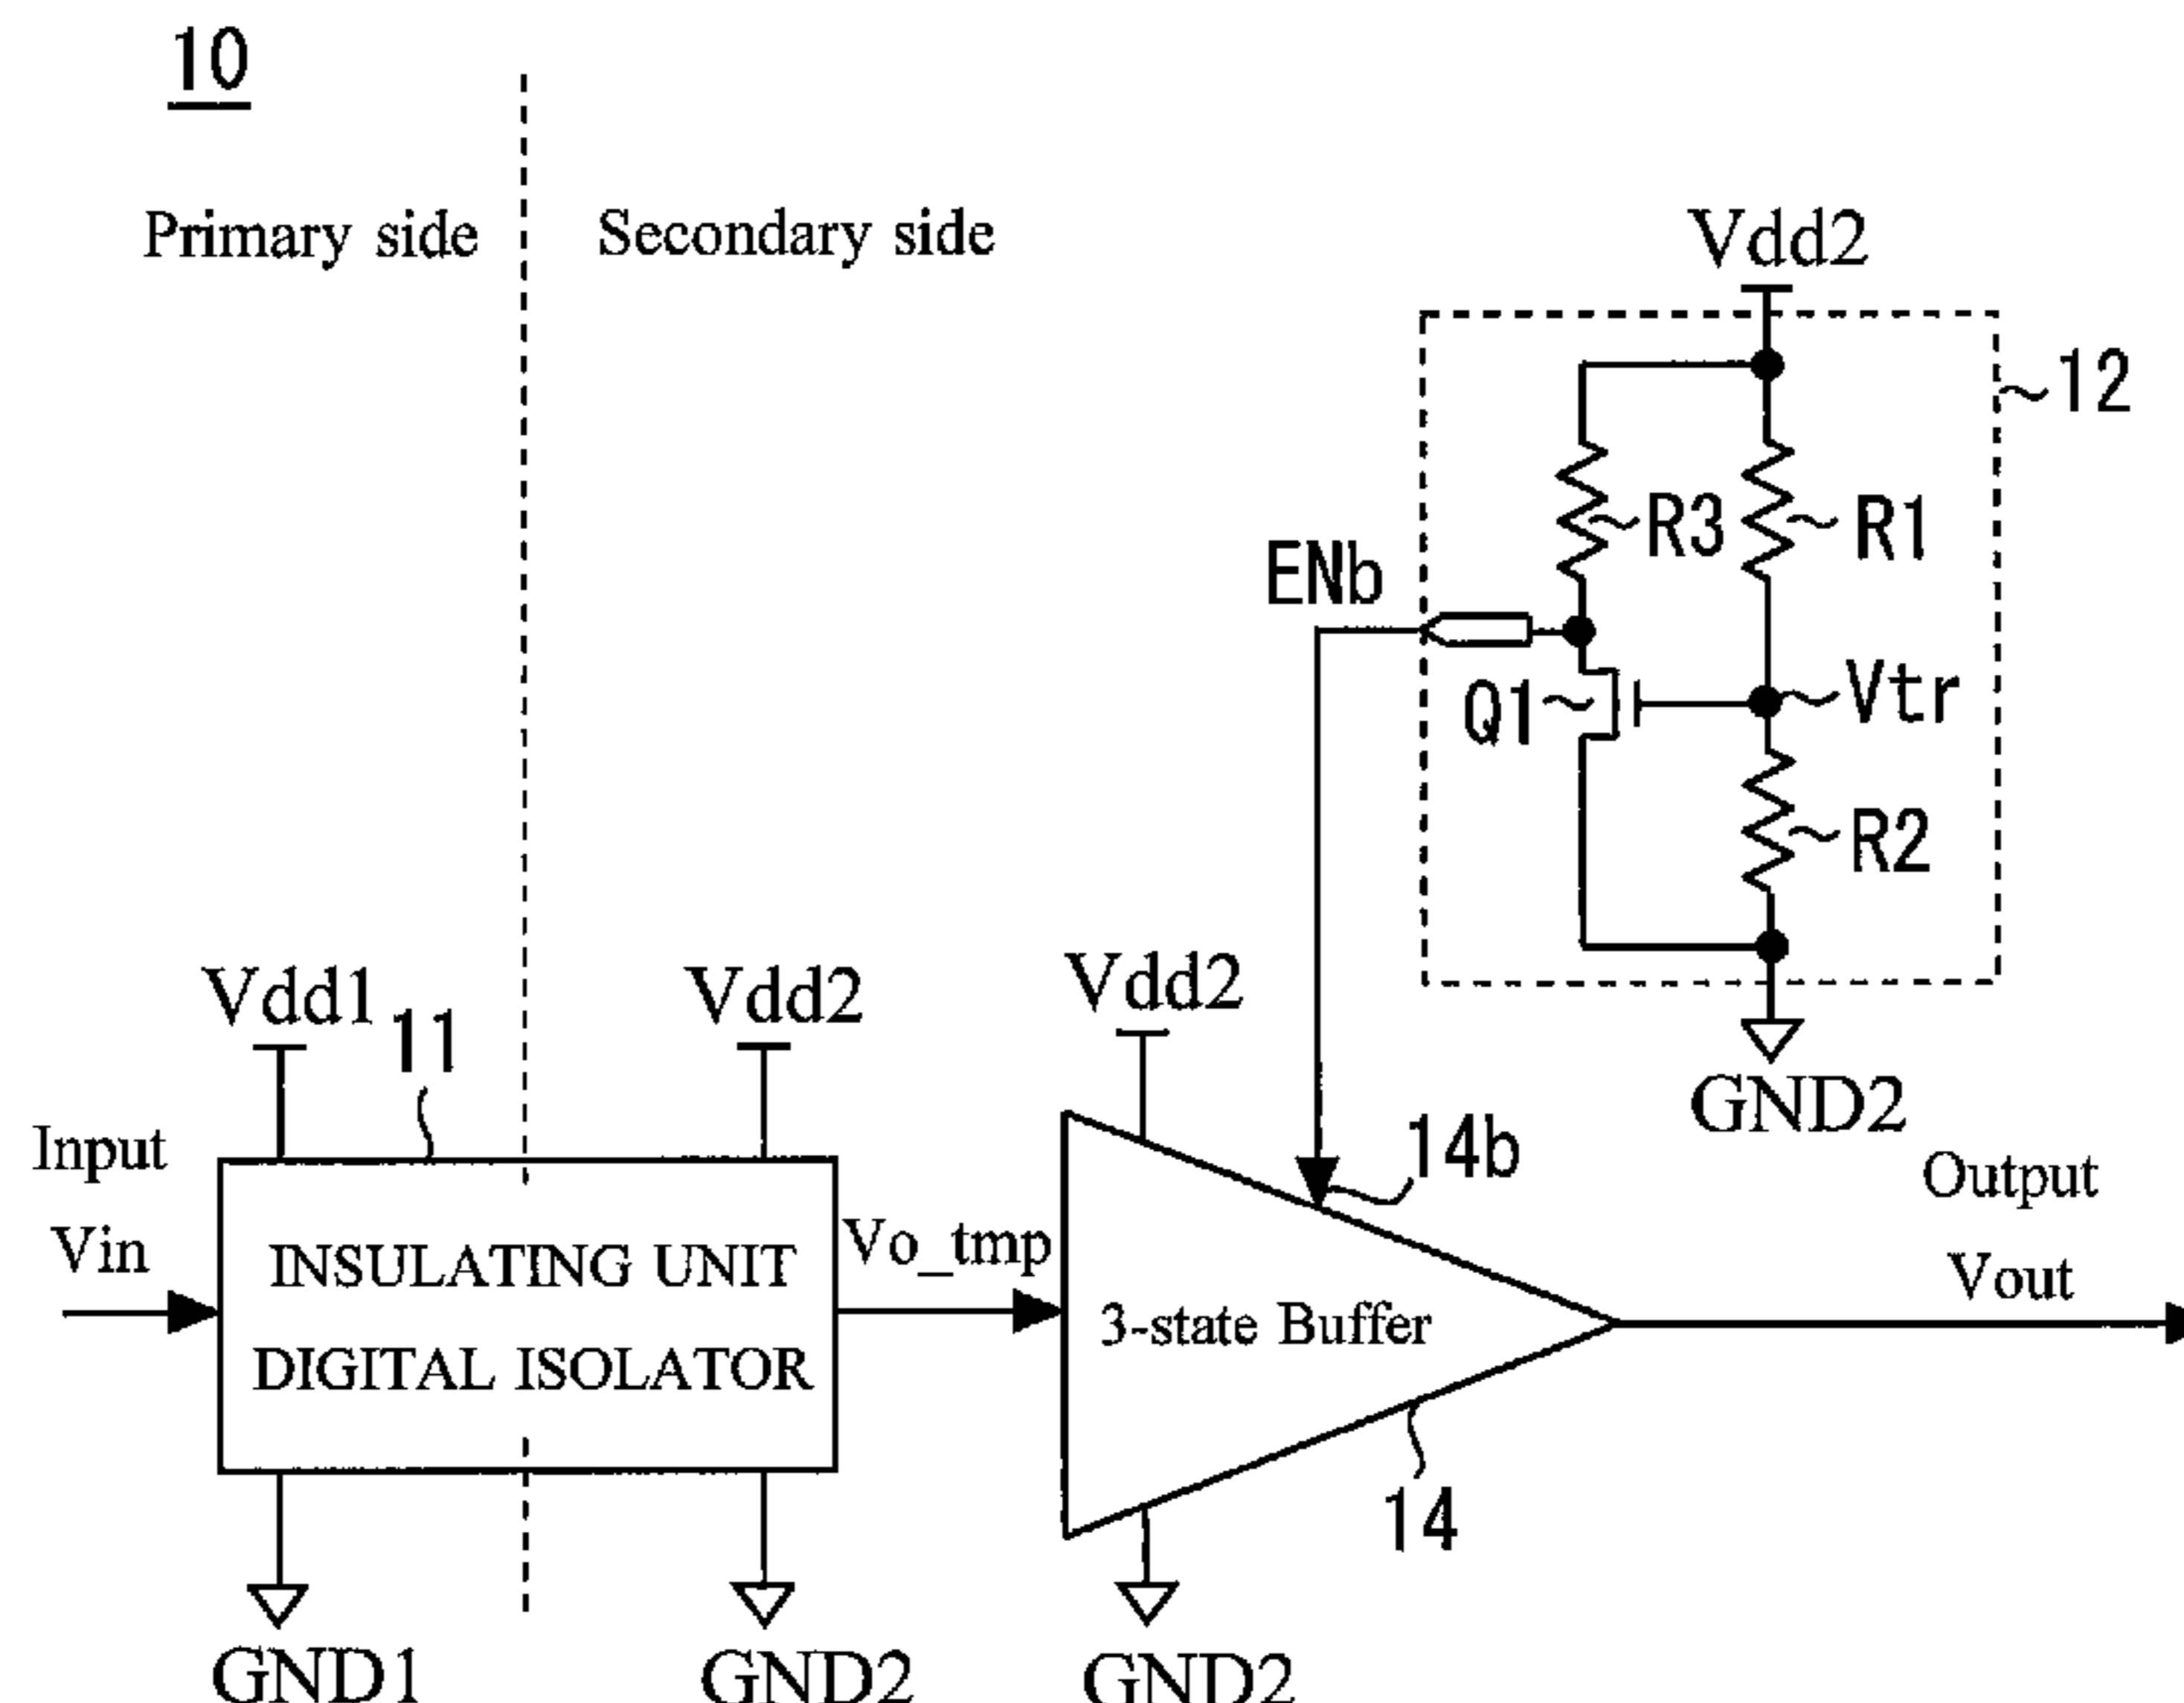 10
Primary side
Secondary side
Vdd2
12
R3
R1
ENb
Q1
Vtr
R2
GND2
Vdd1
11
Vdd2
Vdd2
14b
Input
Vin
INSULATING UNIT
DIGITAL ISOLATOR
Vo_tmp
3-state Buffer
Output
Vout
14
GND1
GND2
GND2